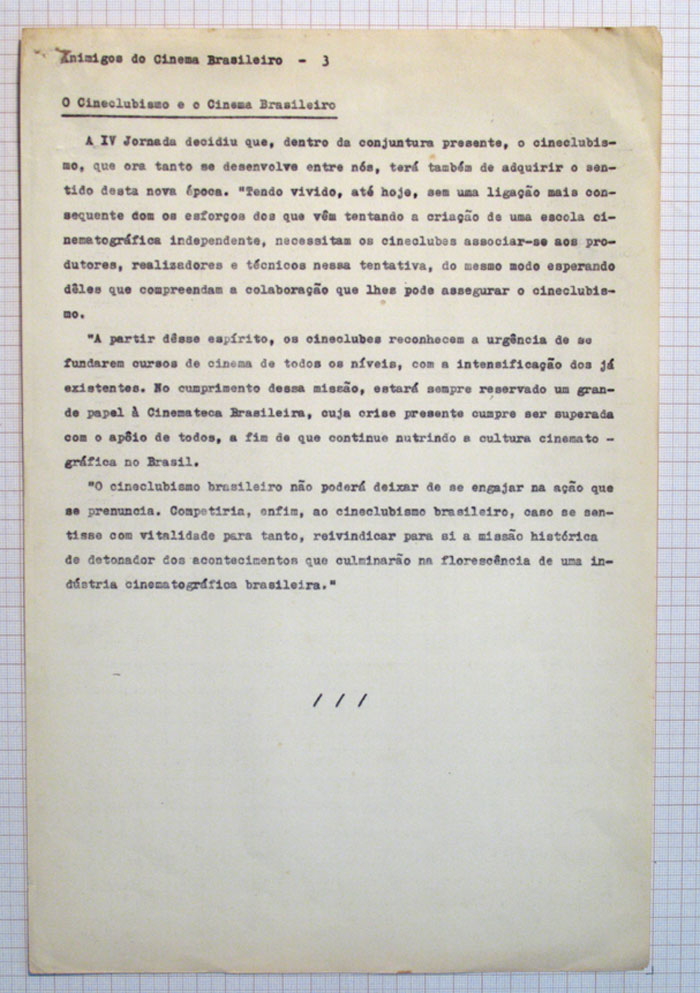 Inimigos do Cinema Brasileiro - 3
O Cineclubismo e o Cinema Brasileiro
A IV Jornada decidiu que, dentro da conjuntura presente, o cineclubis-
mo, que ora tanto se desenvolve entre nós, terá também de adquirir o sen-
tido desta nova época. "Tendo vivido, até hoje, sem uma ligação mais con-
sequente dom os esforços dos que vêm tentando a criação de uma escola ci-
nematográfica independente, necessitam os cineclubes associar-se aos pro-
dutores, realizadores e técnicos nessa tentativa, do mesmo modo esperando
dêles que compreendam a colaboração que lhes pode assegurar o cineclubis-
mo.
"A partir dêsse espírito, os cineclubes reconhecem a urgência de se
fundarem cursos de cinema de todos os níveis, com a intensificação dos já
existentes. No cumprimento dessa missão, estará sempre reservado um gran-
de papel à Cinemateca Brasileira, cuja crise presente cumpre ser superada
com o apôio de todos, a fim de que continue nutrindo a cultura cinemato -
gráfica no Brasil.
"O cineclubismo brasileiro não poderá deixar de se engajar na ação que
se prenuncia. Competiria, enfim, ao cineclubismo brasileiro, caso se sen-
tisse com vitalidade para tanto, reivindicar para si a missão histórica
de detonador dos acontecimentos que culminarão na florescência de uma in-
dústria cinematográfica brasileira."
/ / /